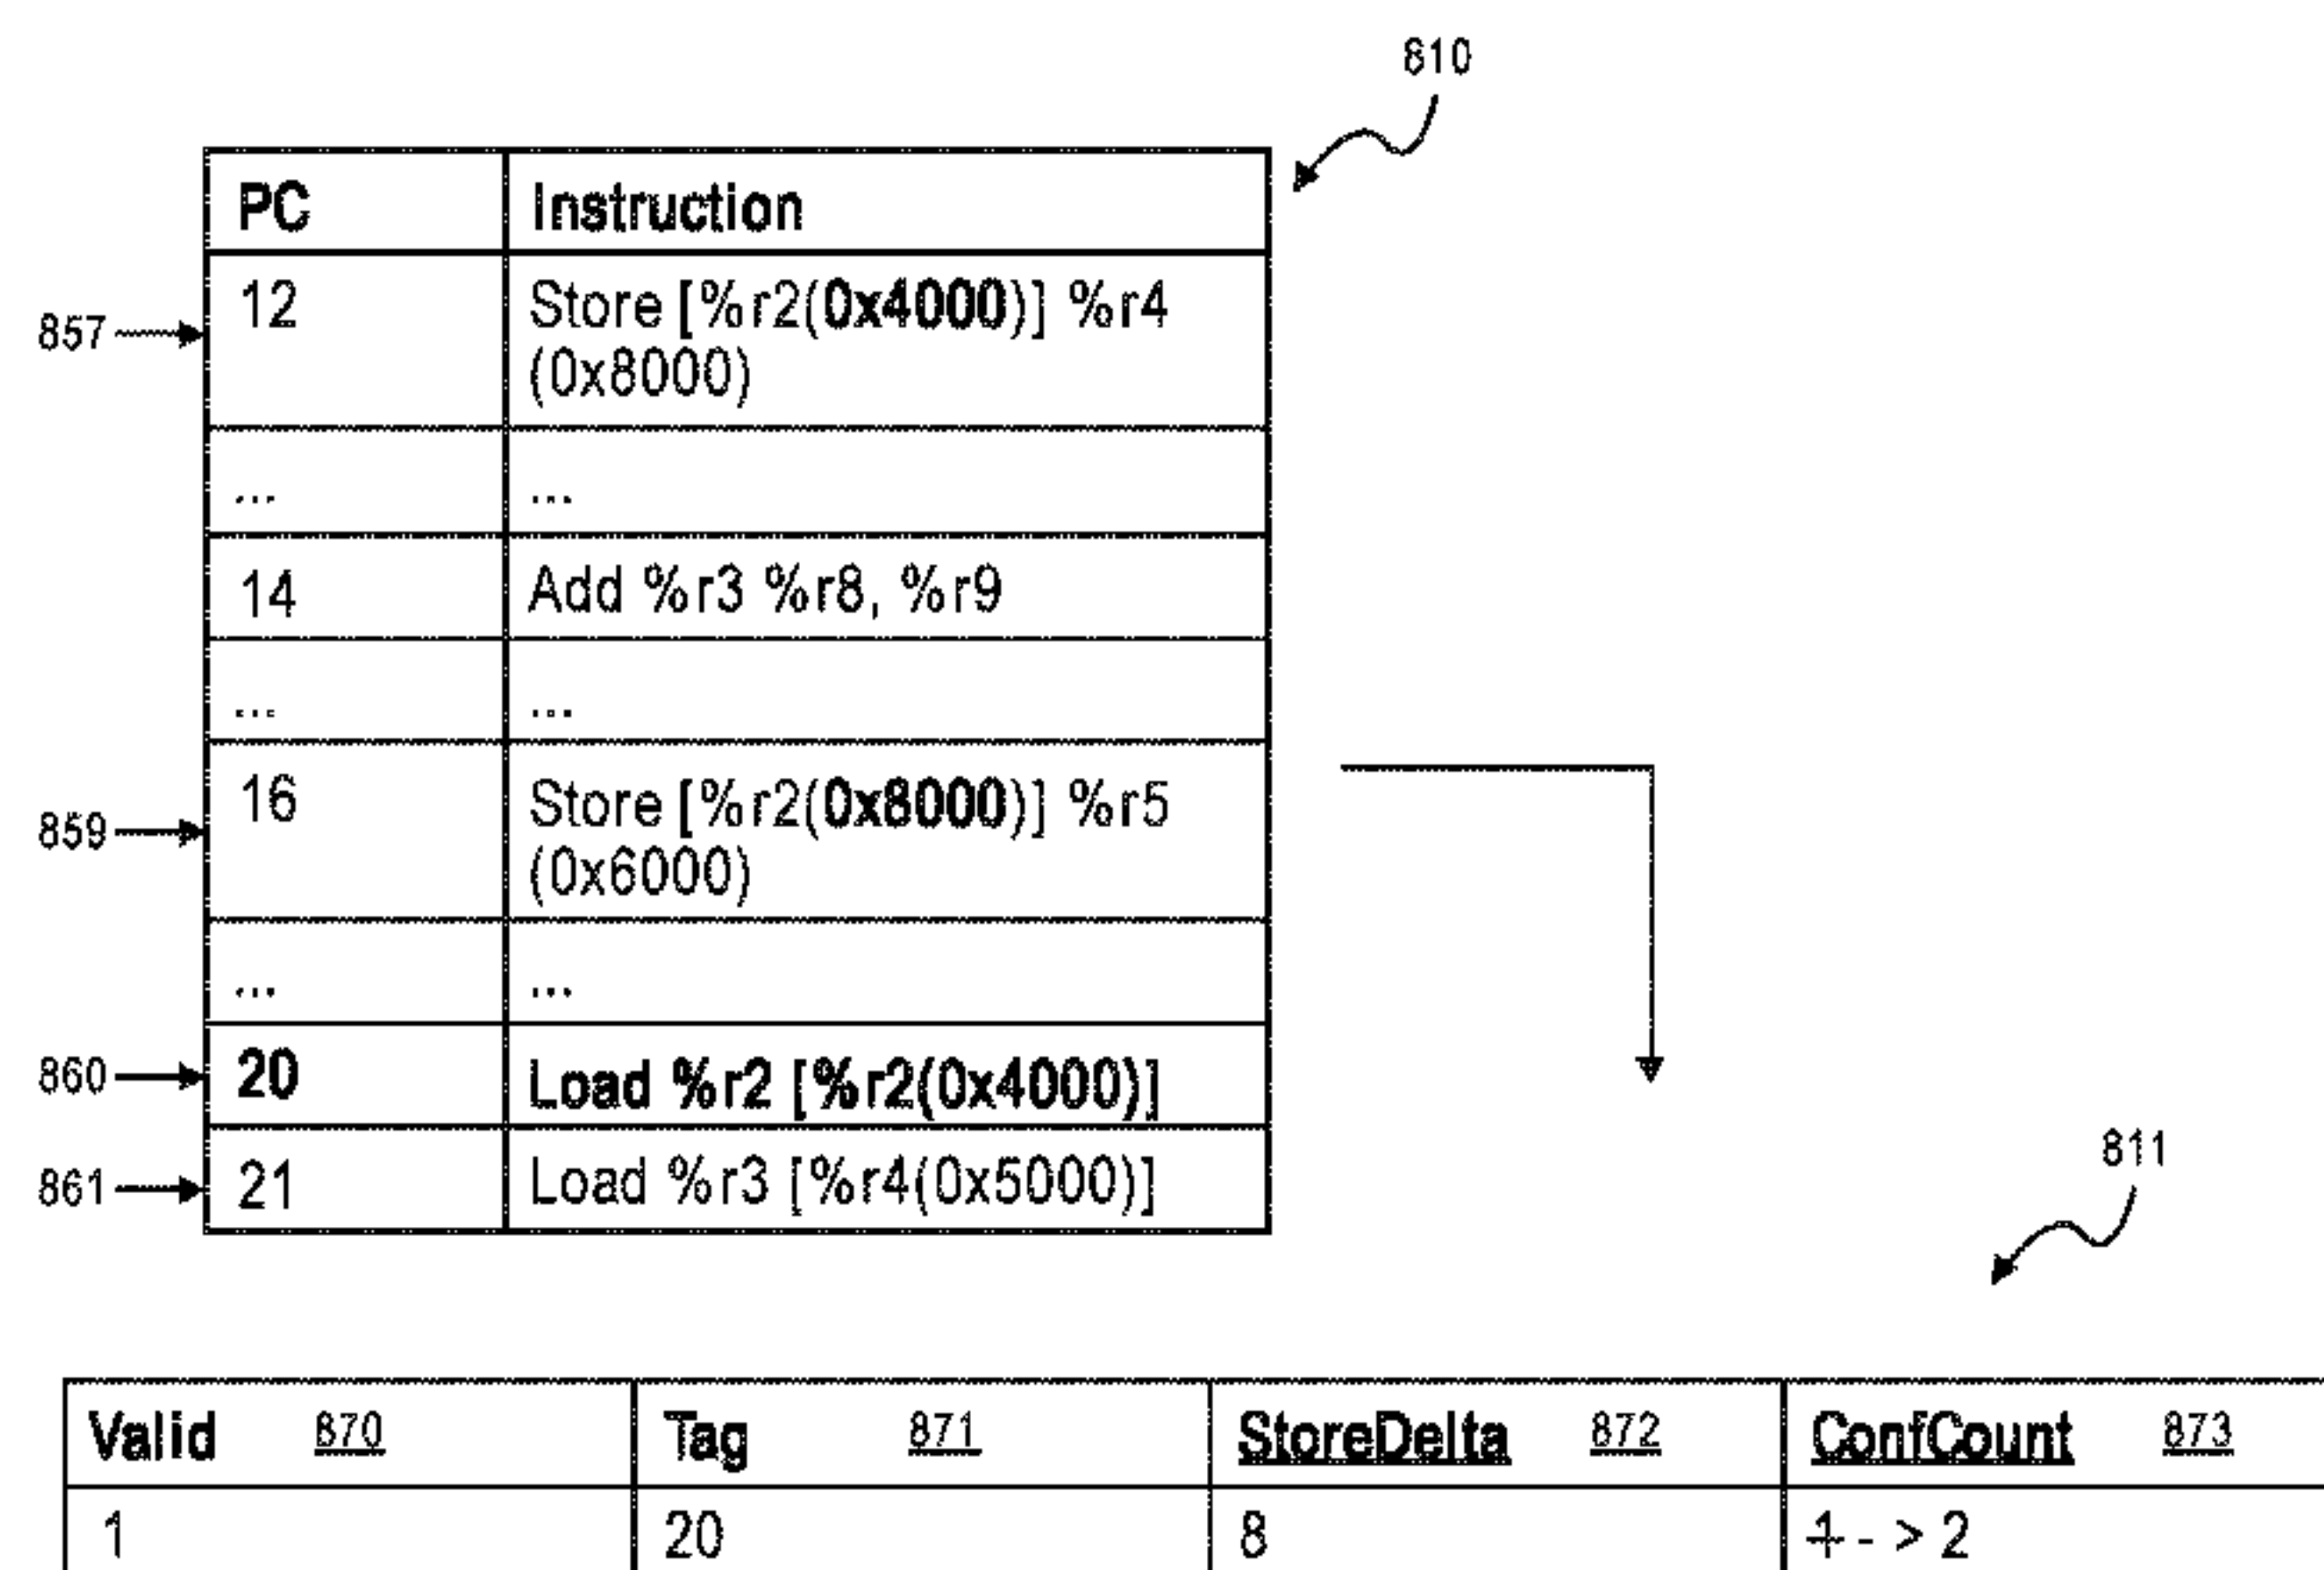 810
PC Instruction
857 12 Store [%r2(0x4000)] %r4
(0x8000)
... ...
14 Add %r3 %r8, %r9
... ...
859 16 Store [%r2(0x8000)] %r5
(0x6000)
... ...
860 20 Load %r2 [%r2(0x4000)]
861 21 Load %r3 [%r4(0x5000)]
811
Valid 870 Tag 871 StoreDelta 872 ConfCount 873
1 20 8 1 - > 2